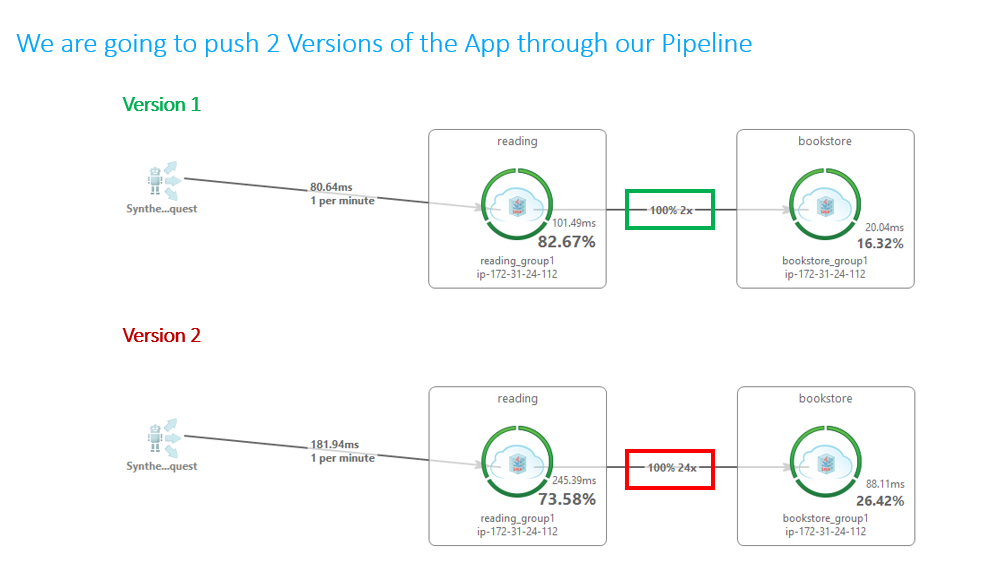 We are going to push 2 Versions of the App through our Pipeline
Version 1
reading
bookstore
80.64ms
1 per minute
Synthe...quest
100% 2x
101.49ms
82.67%
20.04ms
16.32%
reading_group1
ip-172-31-24-112
bookstore_group1
ip-172-31-24-112
Version 2
reading
bookstore
181.94ms
1 per minute
Synthe...quest
100% 24x
245.39ms
73.58%
88.11ms
26.42%
reading_group1
ip-172-31-24-112
bookstore_group1
ip-172-31-24-112